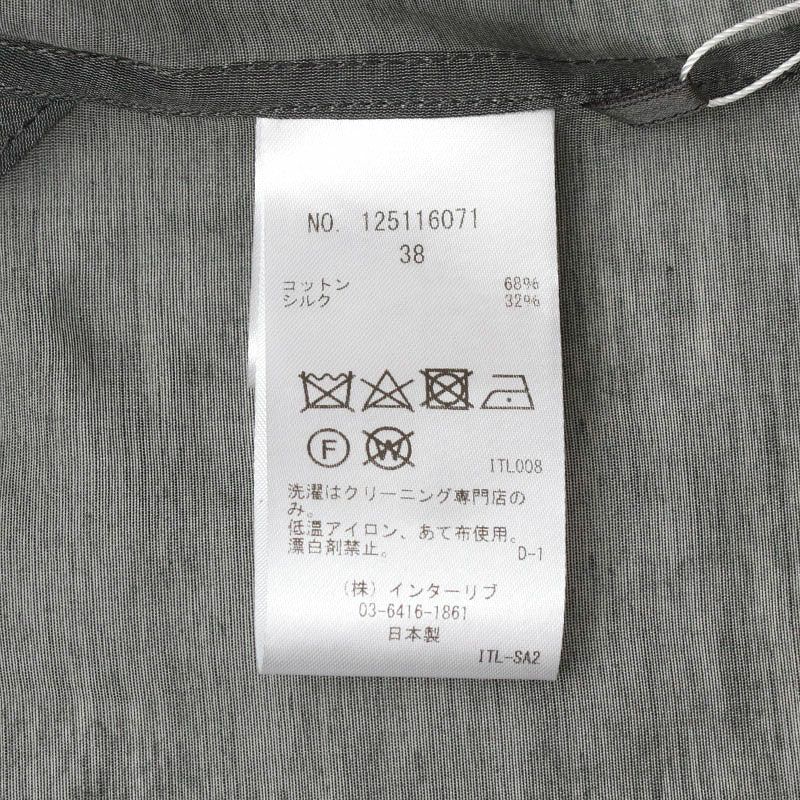 NO. 125116071
38
コットン 68%
シルク 32%
F W
ITL008
洗濯はクリーニング専門店の
み。
低温アイロン、あて布使用。
漂白剤禁止。 D-1
(株)インターリブ
03-6416-1861
日本製
ITL-SA2